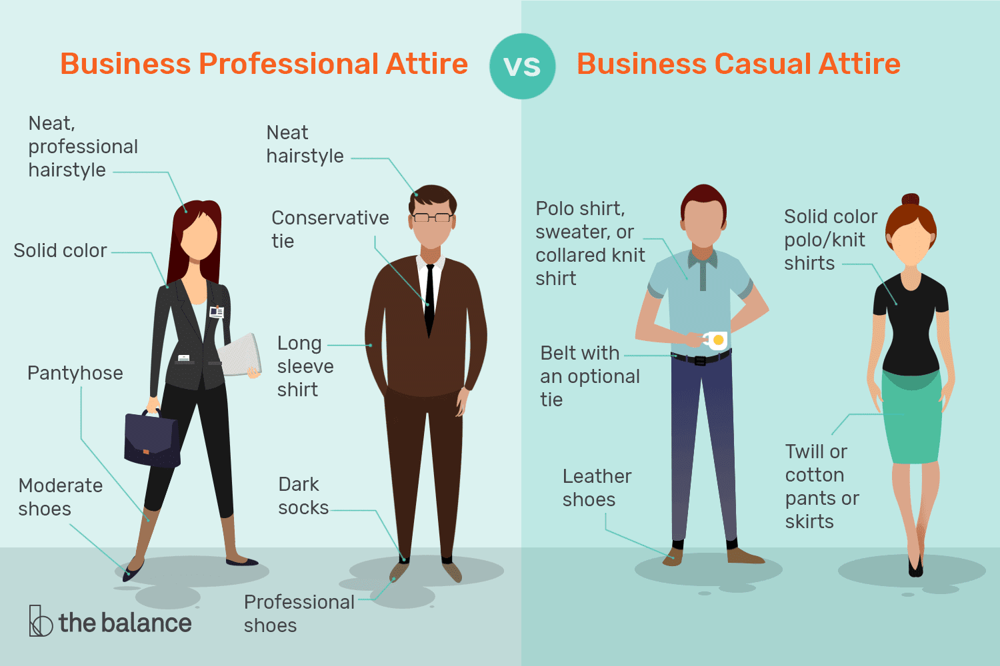 Business Professional Attire
vs
Business Casual Attire
Neat,
professional
hairstyle
Solid color
Pantyhose
Moderate
shoes
Neat
hairstyle
Conservative
tie
Long
sleeve
shirt
Dark
socks
Professional
shoes
Polo shirt,
sweater, or
collared knit
shirt
Belt with
an optional
tie
Leather
shoes
Solid color
polo/knit
shirts
Twill or
cotton
pants or
skirts
the balance